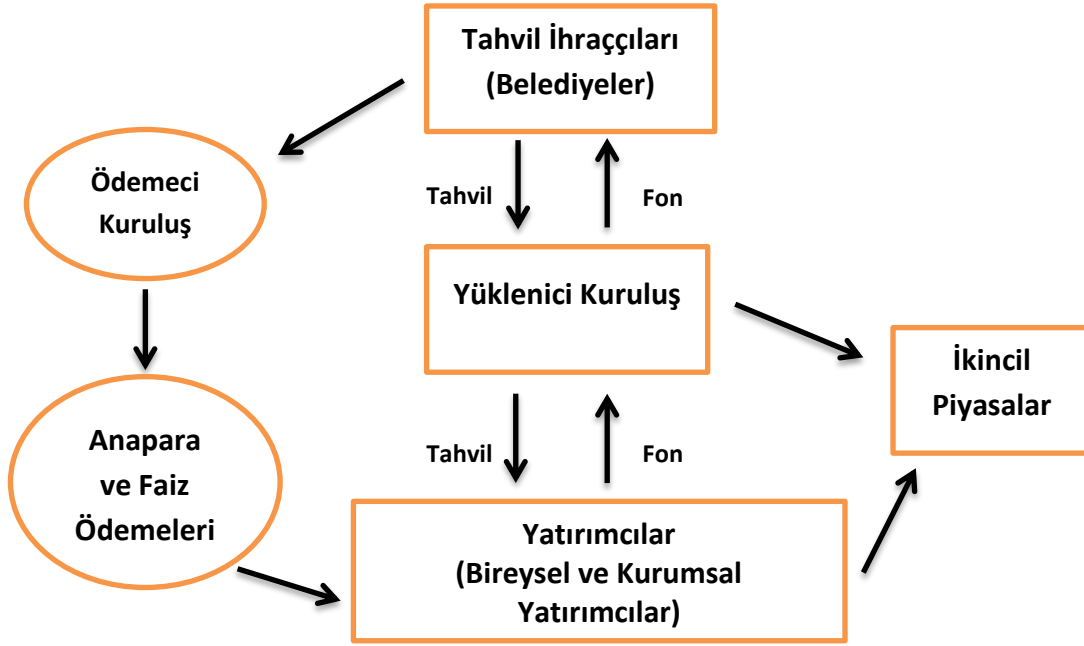 Tahvil İhraççıları
(Belediyeler)
Ödemeci
Kuruluş
Tahvil
Fon
Yüklenici Kuruluş
İkincil
Piyasalar
Anapara
ve Faiz
Ödemeleri
Tahvil
Fon
Yatırımcılar
(Bireysel ve Kurumsal
Yatırımcılar)